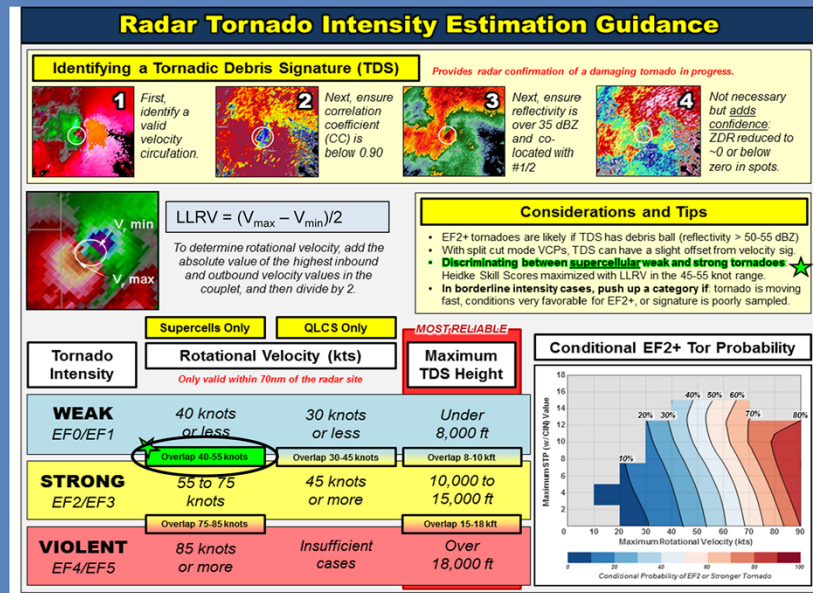 Radar Tornado Intensity Estimation Guidance
Identifying a Tornadic Debris Signature (TDS)
Provides radar confirmation of a damaging tornado in progress.
1
First,
identify a
valid
velocity
circulation.
2
Next, ensure
correlation
coefficient
(CC) is
below 0.90
3
Next, ensure
reflectivity
is over 35 dBZ
and co-
located with
#1/2
4
Not necessary
but adds
confidence:
ZDR reduced to
~0 or below
zero in spots.
Vr min
Vr max
LLRV = (Vmax – Vmin)/2
To determine rotational velocity, add the
absolute value of the highest inbound
and outbound velocity values in the
couplet, and then divide by 2.
Considerations and Tips
• EF2+ tornadoes are likely if TDS has debris ball (reflectivity > 50-55 dBZ)
• With split cut mode VCPs, TDS can have a slight offset from velocity sig.
• Discriminating between supercellular weak and strong tornadoes:
Heidke Skill Scores maximized with LLRV in the 45-55 knot range.
• In borderline intensity cases, push up a category if: tornado is moving
fast, conditions very favorable for EF2+, or signature is poorly sampled.
Supercells Only
QLCS Only
MOST RELIABLE
Tornado
Intensity
Rotational Velocity (kts)
Only valid within 70nm of the radar site
Maximum
TDS Height
WEAK
EF0/EF1
40 knots
or less
30 knots
or less
Under
8,000 ft
Overlap 40-55 knots
Overlap 30-45 knots
Overlap 8-10 kft
STRONG
EF2/EF3
55 to 75
knots
45 knots
or more
10,000 to
15,000 ft
Overlap 75-85 knots
Overlap 15-18 kft
VIOLENT
EF4/EF5
85 knots
or more
Insufficient
cases
Over
18,000 ft
Conditional EF2+ Tor Probability
Maximum STP (w/CIN) Value
18
16
14
12
10
8
6
4
2
10%
20%
30%
40%
50%
60%
70%
80%
10 20 30 40 50 60 70 80 90
Maximum Rotational Velocity (kts)
0 20 40 60 80 100
Conditional Probability of EF2 or Stronger Tornado